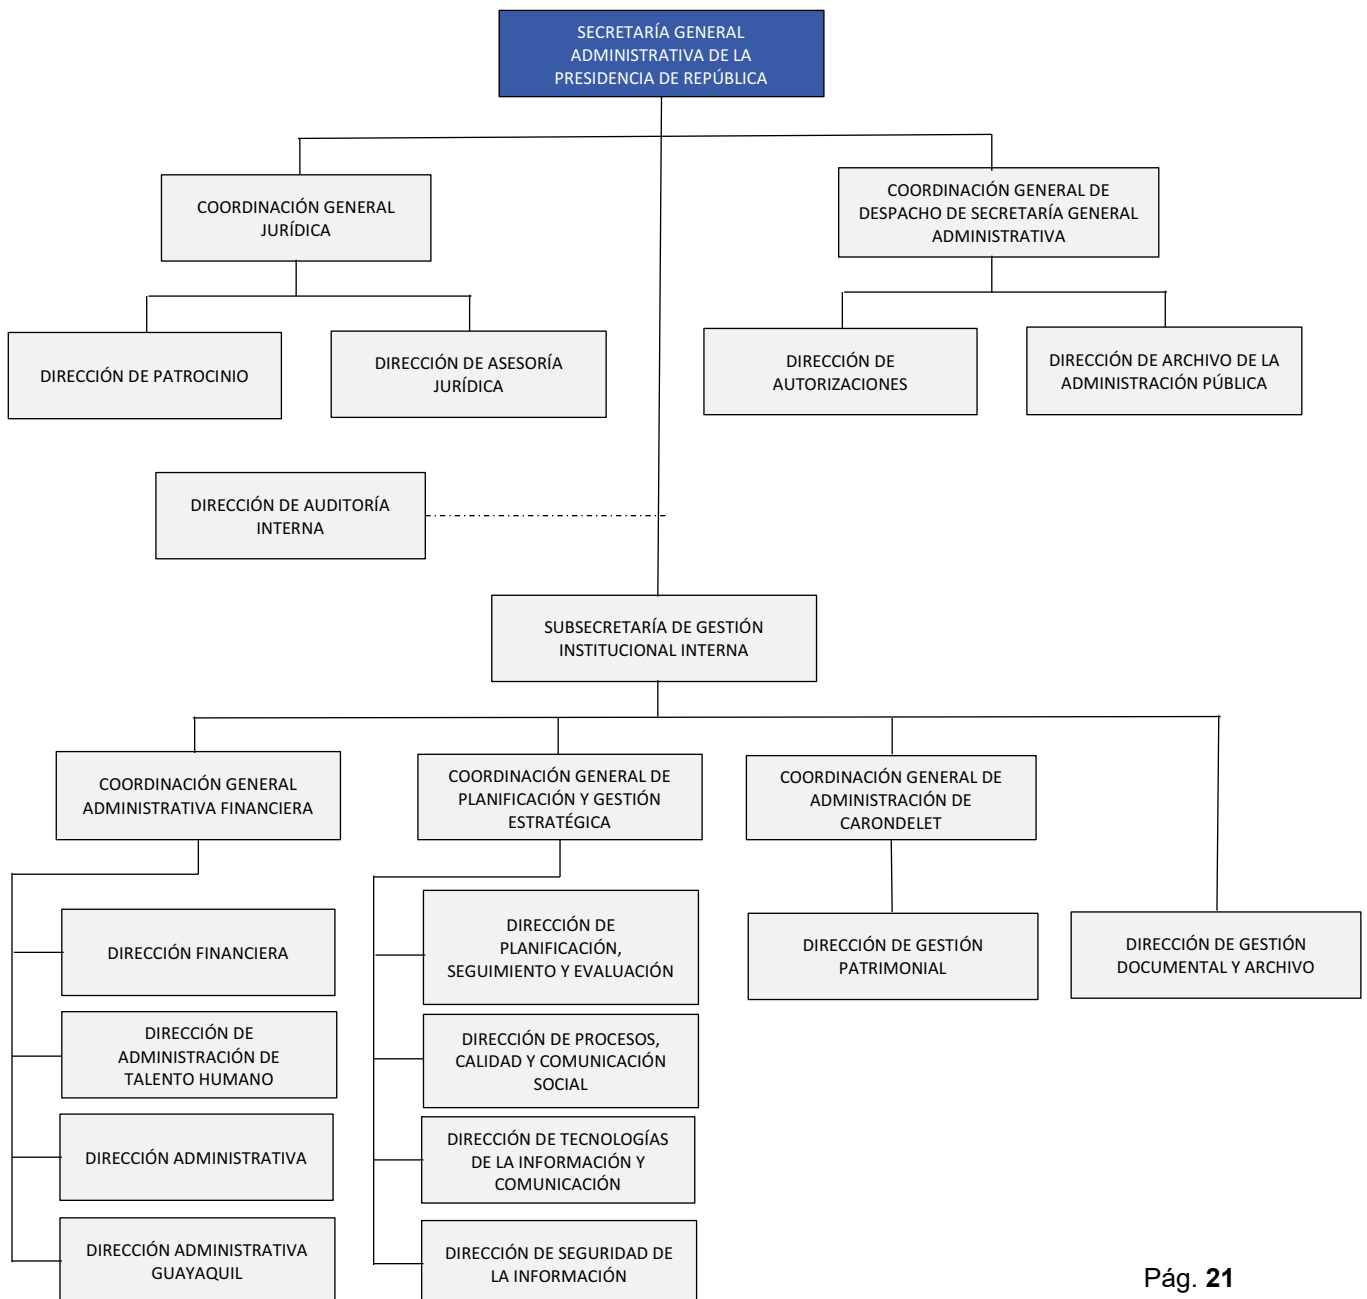 SECRETARÍA GENERAL
ADMINISTRATIVA DE LA
PRESIDENCIA DE REPÚBLICA
COORDINACIÓN GENERAL
JURÍDICA
COORDINACIÓN GENERAL DE
DESPACHO DE SECRETARÍA GENERAL
ADMINISTRATIVA
DIRECCIÓN DE PATROCINIO
DIRECCIÓN DE ASESORÍA
JURÍDICA
DIRECCIÓN DE
AUTORIZACIONES
DIRECCIÓN DE ARCHIVO DE LA
ADMINISTRACIÓN PÚBLICA
DIRECCIÓN DE AUDITORÍA
INTERNA
SUBSECRETARÍA DE GESTIÓN
INSTITUCIONAL INTERNA
COORDINACIÓN GENERAL
ADMINISTRATIVA FINANCIERA
COORDINACIÓN GENERAL DE
PLANIFICACIÓN Y GESTIÓN
ESTRATÉGICA
COORDINACIÓN GENERAL DE
ADMINISTRACIÓN DE
CARONDELET
DIRECCIÓN FINANCIERA
DIRECCIÓN DE
PLANIFICACIÓN,
SEGUIMIENTO Y EVALUACIÓN
DIRECCIÓN DE GESTIÓN
PATRIMONIAL
DIRECCIÓN DE GESTIÓN
DOCUMENTAL Y ARCHIVO
DIRECCIÓN DE
ADMINISTRACIÓN DE
TALENTO HUMANO
DIRECCIÓN DE PROCESOS,
CALIDAD Y COMUNICACIÓN
SOCIAL
DIRECCIÓN ADMINISTRATIVA
DIRECCIÓN DE TECNOLOGÍAS
DE LA INFORMACIÓN Y
COMUNICACIÓN
DIRECCIÓN ADMINISTRATIVA
GUAYAQUIL
DIRECCIÓN DE SEGURIDAD DE
LA INFORMACIÓN
Pág. 21